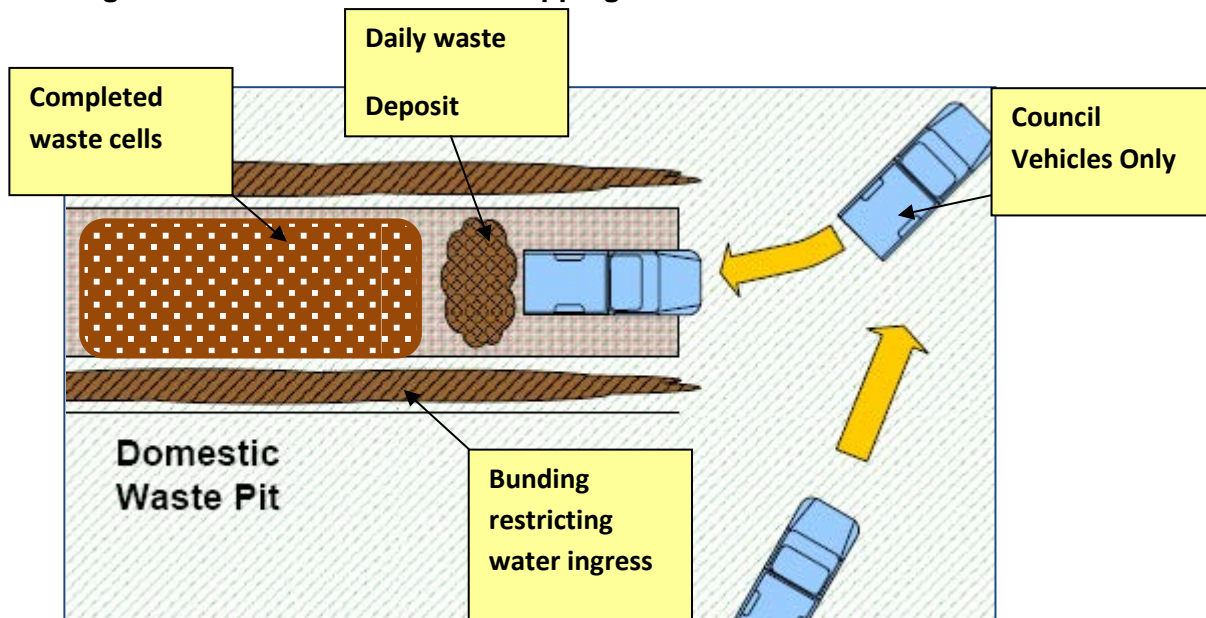 Daily waste
Deposit
Completed
waste cells
Council
Vehicles Only
Domestic
Waste Pit
Bunding
restricting
water ingress